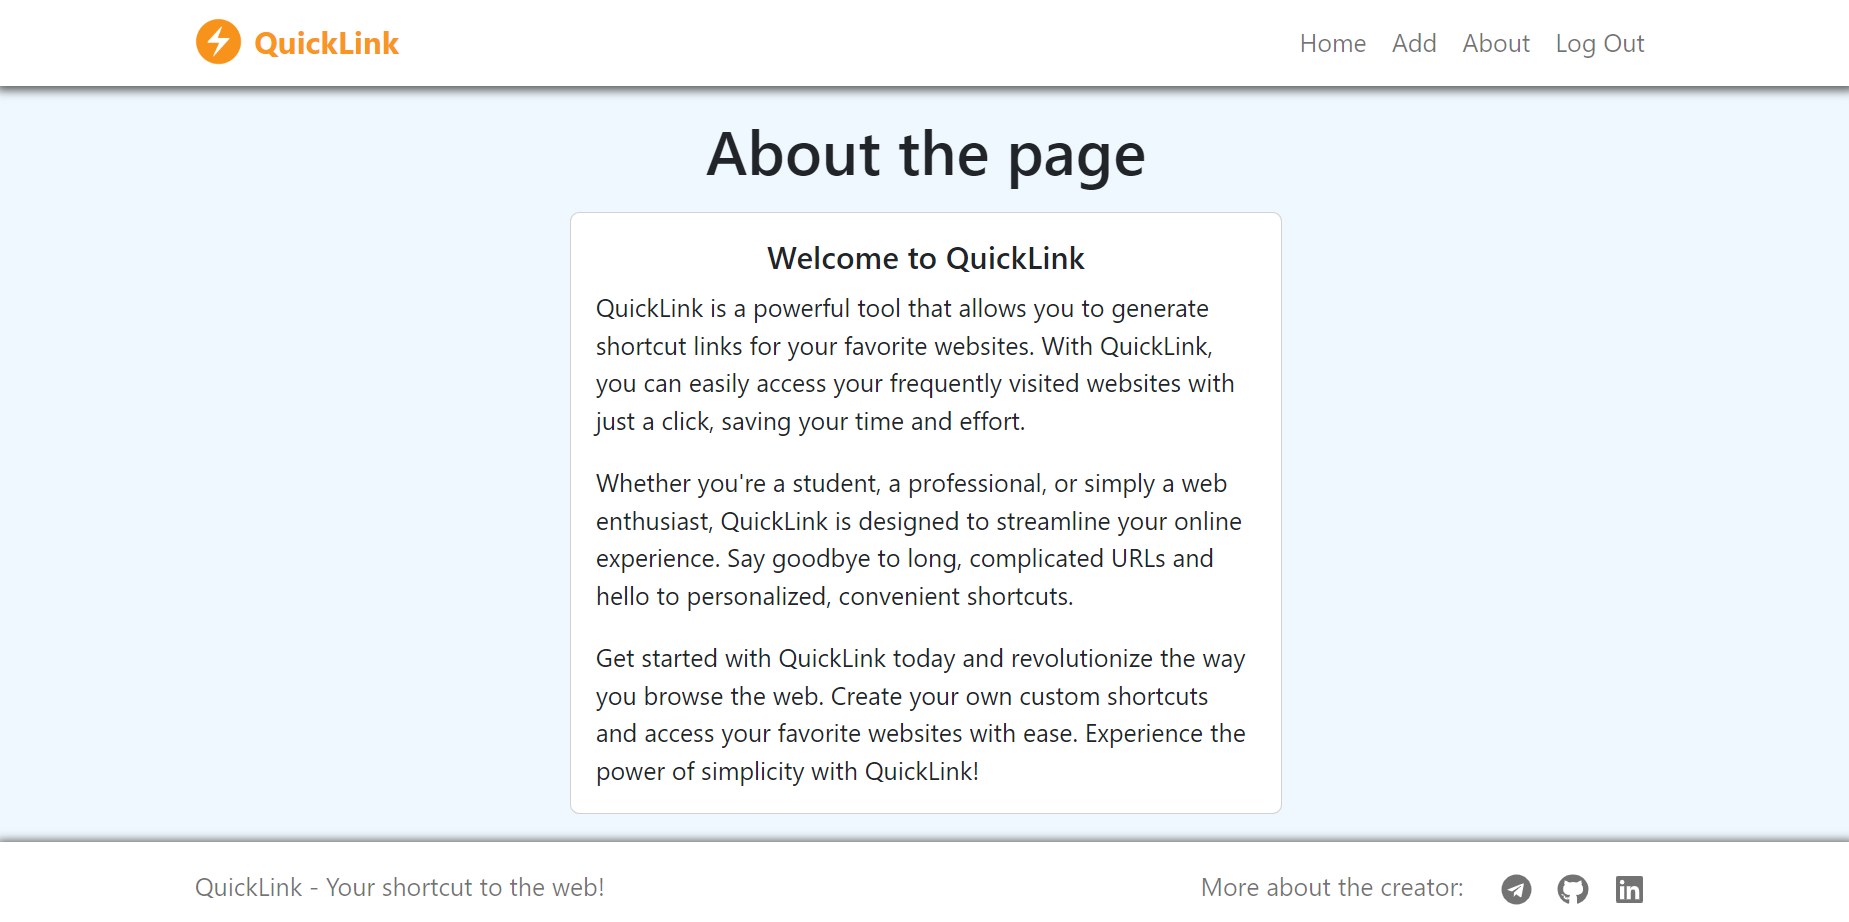 QuickLink
Home Add About Log Out
About the page
Welcome to QuickLink
QuickLink is a powerful tool that allows you to generate
shortcut links for your favorite websites. With QuickLink,
you can easily access your frequently visited websites with
just a click, saving your time and effort.
Whether you're a student, a professional, or simply a web
enthusiast, QuickLink is designed to streamline your online
experience. Say goodbye to long, complicated URLs and
hello to personalized, convenient shortcuts.
Get started with QuickLink today and revolutionize the way
you browse the web. Create your own custom shortcuts
and access your favorite websites with ease. Experience the
power of simplicity with QuickLink!
QuickLink - Your shortcut to the web!
More about the creator:
in